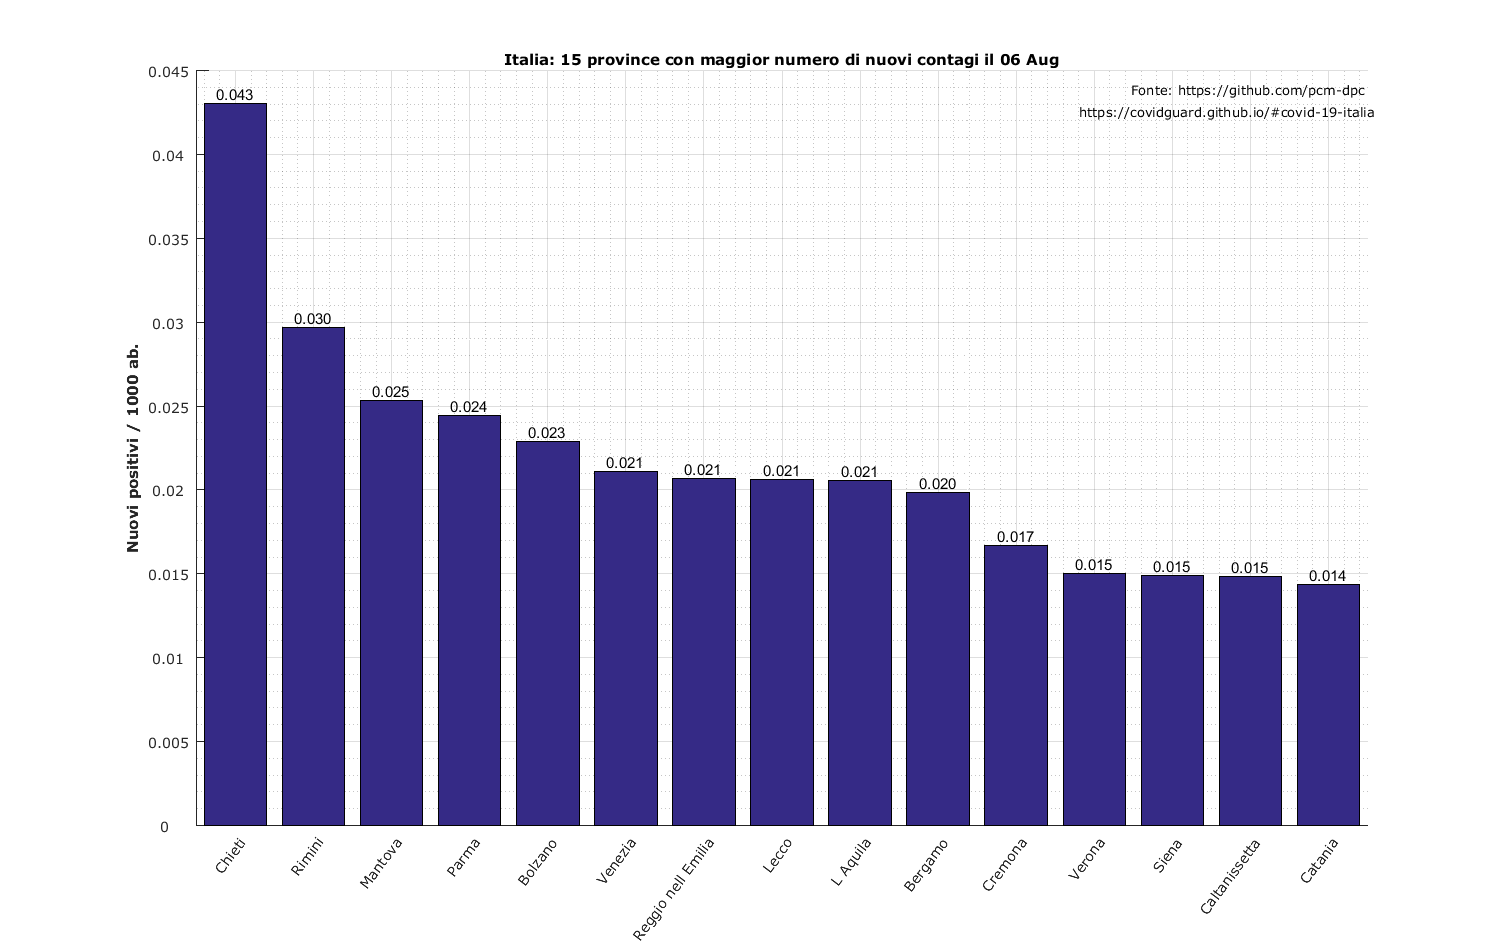 Italia: 15 province con maggior numero di nuovi contagi il 06 Aug
Fonte: https://github.com/pcm-dpc
https://covidguard.github.io/#covid-19-italia
Nuovi positivi / 1000 ab.
0.045
0.04
0.035
0.03
0.025
0.02
0.015
0.01
0.005
0
0.043
0.030
0.025
0.024
0.023
0.021
0.021
0.021
0.021
0.020
0.017
0.015
0.015
0.015
0.014
Chieti
Rimini
Mantova
Parma
Bolzano
Venezia
Reggio nell Emilia
Lecco
L Aquila
Bergamo
Cremona
Verona
Siena
Caltanissetta
Catania